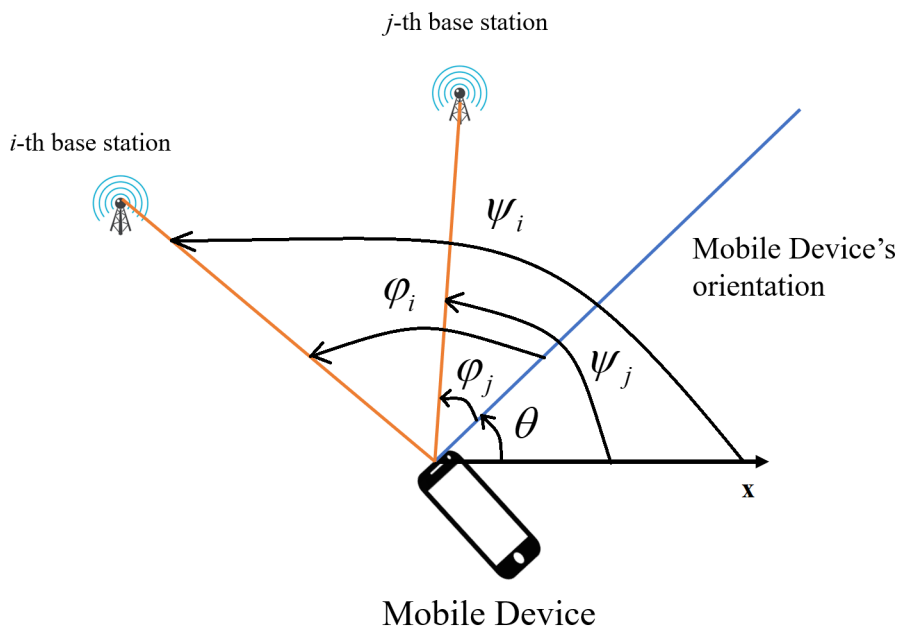 j-th base station
i-th base station
ψi
Mobile Device's
orientation
φi
ψj
φj
θ
x
Mobile Device